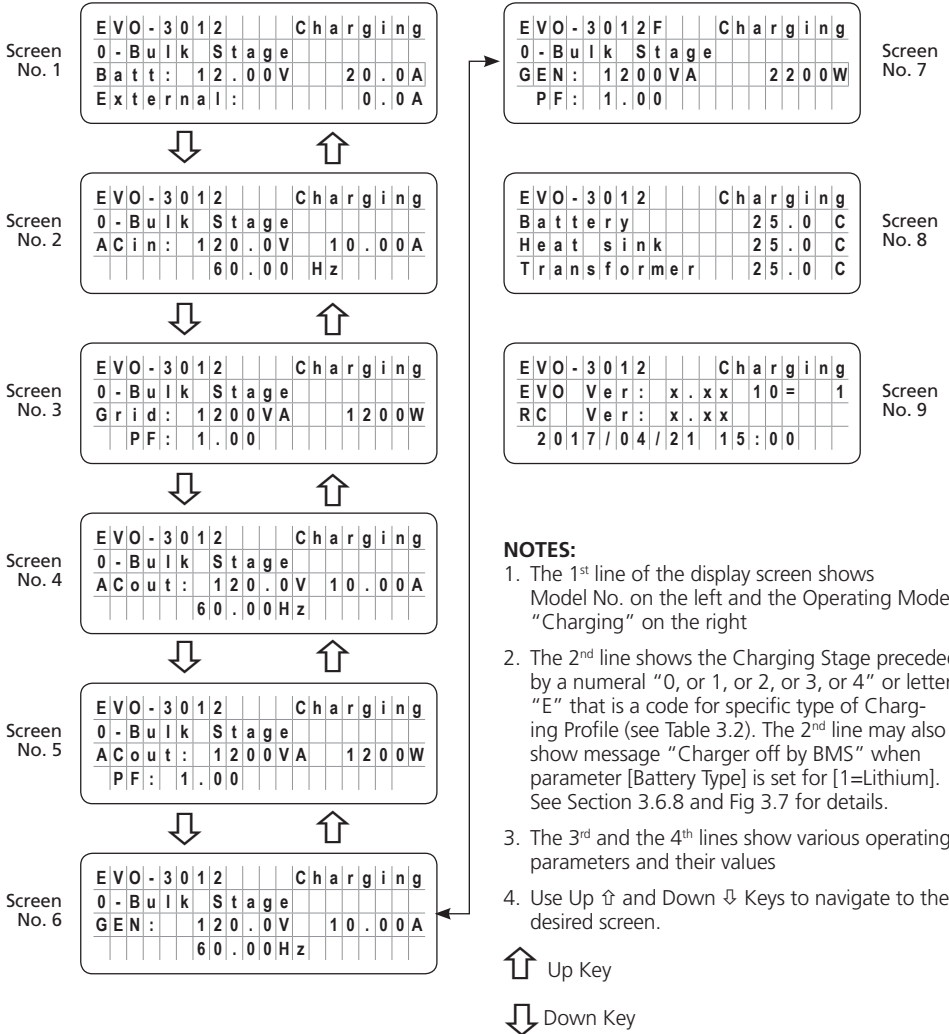 Screen
No. 1
EVO-3012 Charging
0-Bulk Stage
Batt: 12.00V 20.0A
External: 0.0A
Screen
No. 2
EVO-3012 Charging
0-Bulk Stage
ACin: 120.0V 10.00A
60.00 Hz
Screen
No. 3
EVO-3012 Charging
0-Bulk Stage
Grid: 1200VA 1200W
PF: 1.00
Screen
No. 4
EVO-3012 Charging
0-Bulk Stage
ACout: 120.0V 10.00A
60.00Hz
Screen
No. 5
EVO-3012 Charging
0-Bulk Stage
ACout: 1200VA 1200W
PF: 1.00
Screen
No. 6
EVO-3012 Charging
0-Bulk Stage
GEN: 120.0V 10.00A
60.00Hz
EVO-3012F Charging
0-Bulk Stage
GEN: 1200VA 2200W
PF: 1.00
Screen
No. 7
EVO-3012 Charging
Battery 25.0 C
Heat sink 25.0 C
Transformer 25.0 C
Screen
No. 8
EVO-3012 Charging
EVO Ver: x.xx 10= 1
RC Ver: x.xx
2017/04/21 15:00
Screen
No. 9
NOTES:
1. The 1st line of the display screen shows
Model No. on the left and the Operating Mode
“Charging” on the right
2. The 2nd line shows the Charging Stage preceded
by a numeral “0, or 1, or 2, or 3, or 4” or letter
“E” that is a code for specific type of Charg-
ing Profile (see Table 3.2). The 2nd line may also
show message “Charger off by BMS” when
parameter [Battery Type] is set for [1=Lithium].
See Section 3.6.8 and Fig 3.7 for details.
3. The 3rd and the 4th lines show various operating
parameters and their values
4. Use Up ⇧ and Down ⇩ Keys to navigate to the
desired screen.
⇧ Up Key
⇩ Down Key